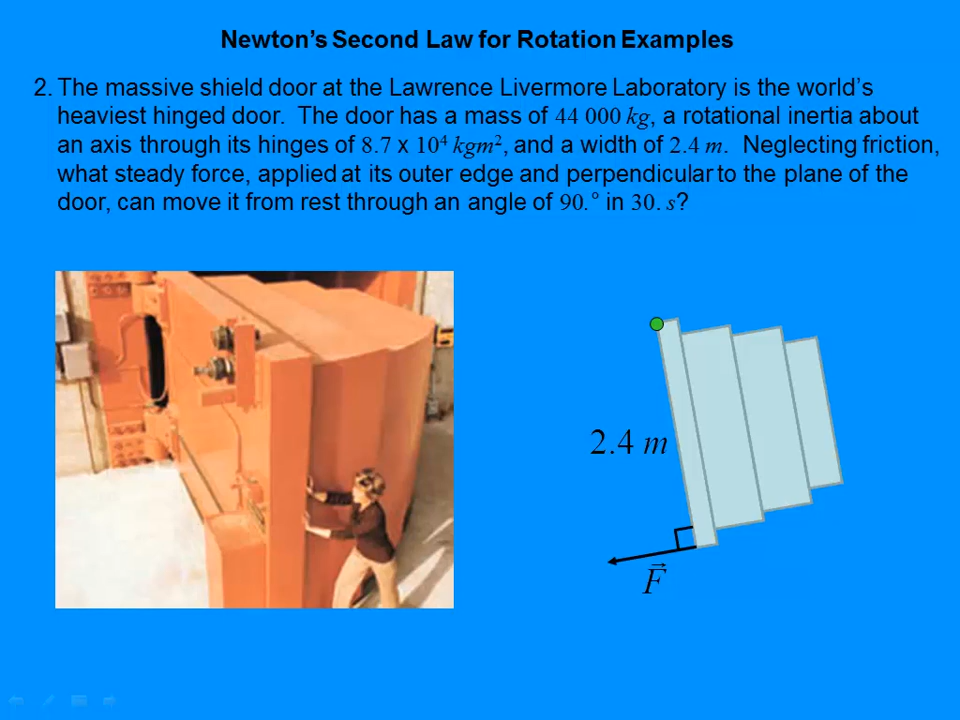 Newton's Second Law for Rotation Examples
2. The massive shield door at the Lawrence Livermore Laboratory is the world's
heaviest hinged door. The door has a mass of 44 000 kg, a rotational inertia about
an axis through its hinges of 8.7 x 10⁴ kgm², and a width of 2.4 m. Neglecting friction,
what steady force, applied at its outer edge and perpendicular to the plane of the
door, can move it from rest through an angle of 90.° in 30. s?
2.4 m
F⃗